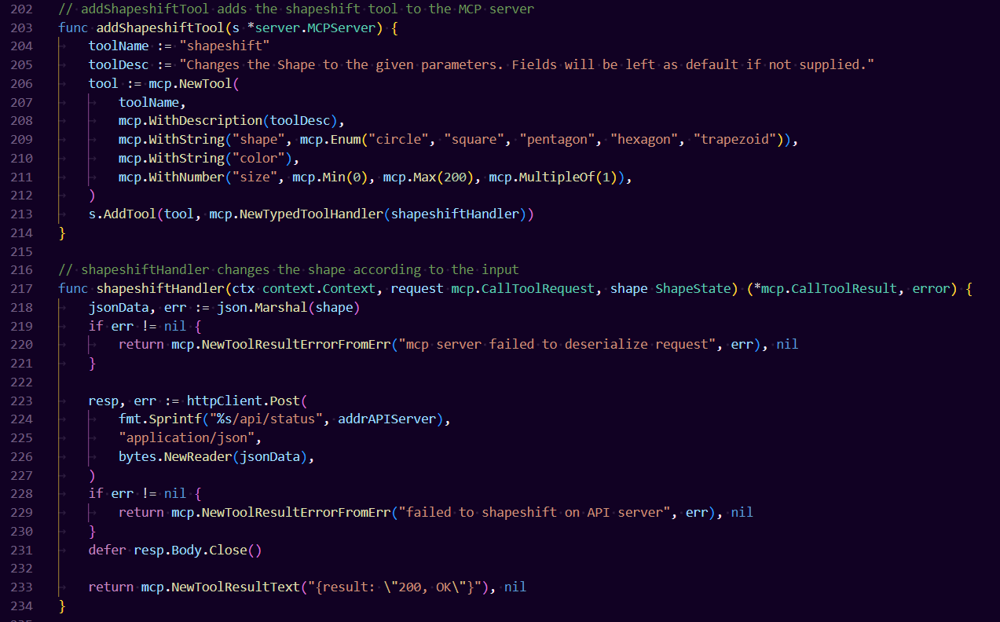 202 // addShapeshiftTool adds the shapeshift tool to the MCP server
203 func addShapeshiftTool(s *server.MCPServer) {
204 toolName := "shapeshift"
205 toolDesc := "Changes the Shape to the given parameters. Fields will be left as default if not supplied."
206 tool := mcp.NewTool(
207 toolName,
208 mcp.WithDescription(toolDesc),
209 mcp.WithString("shape", mcp.Enum("circle", "square", "pentagon", "hexagon", "trapezoid")),
210 mcp.WithString("color"),
211 mcp.WithNumber("size", mcp.Min(0), mcp.Max(200), mcp.MultipleOf(1)),
212 )
213 s.AddTool(tool, mcp.NewTypedToolHandler(shapeshiftHandler))
214 }
215
216 // shapeshiftHandler changes the shape according to the input
217 func shapeshiftHandler(ctx context.Context, request mcp.CallToolRequest, shape ShapeState) (*mcp.CallToolResult, error) {
218 jsonData, err := json.Marshal(shape)
219 if err != nil {
220 return mcp.NewToolResultErrorFromErr("mcp server failed to deserialize request", err), nil
221 }
222
223 resp, err := httpClient.Post(
224 fmt.Sprintf("%s/api/status", addrAPIServer),
225 "application/json",
226 bytes.NewReader(jsonData),
227 )
228 if err != nil {
229 return mcp.NewToolResultErrorFromErr("failed to shapeshift on API server", err), nil
230 }
231 defer resp.Body.Close()
232
233 return mcp.NewToolResultText("{result: \"200, OK\"}"), nil
234 }